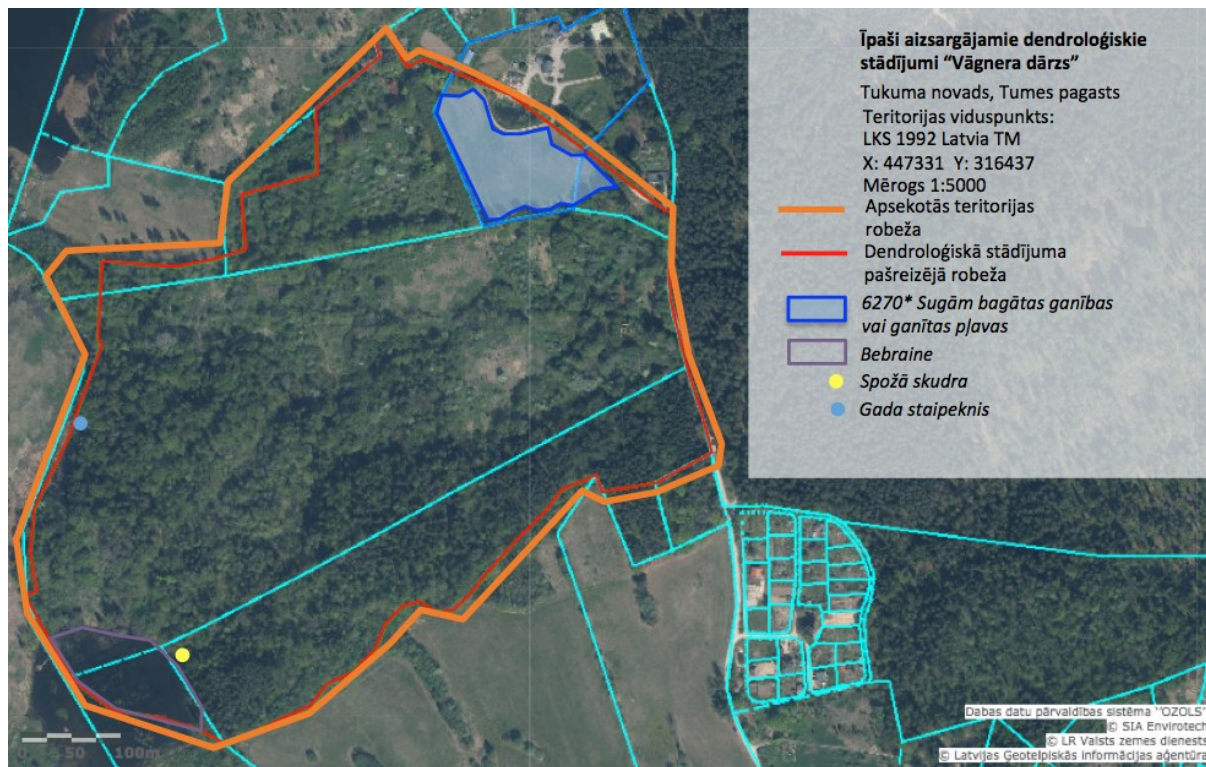 Īpaši aizsargājamie dendroloģiskie
stādījumi “Vāgnera dārzs”
Tukuma novads, Tumes pagasts
Teritorijas viduspunkts:
LKS 1992 Latvia TM
X: 447331 Y: 316437
Mērogs 1:5000
Apsekotās teritorijas
robeža
Dendroloģiskā stādījuma
pašreizējā robeža
6270* Sugām bagātas ganības
vai ganītas pļavas
Bebraine
Spožā skudra
Gada staipeknis
Dabas datu pārvaldības sistēma "OZOLS"
© SIA Envirotech
© LR Valsts zemes dienests
© Latvijas Ģeotelpiskās informācijas aģentūra
0 50 100m